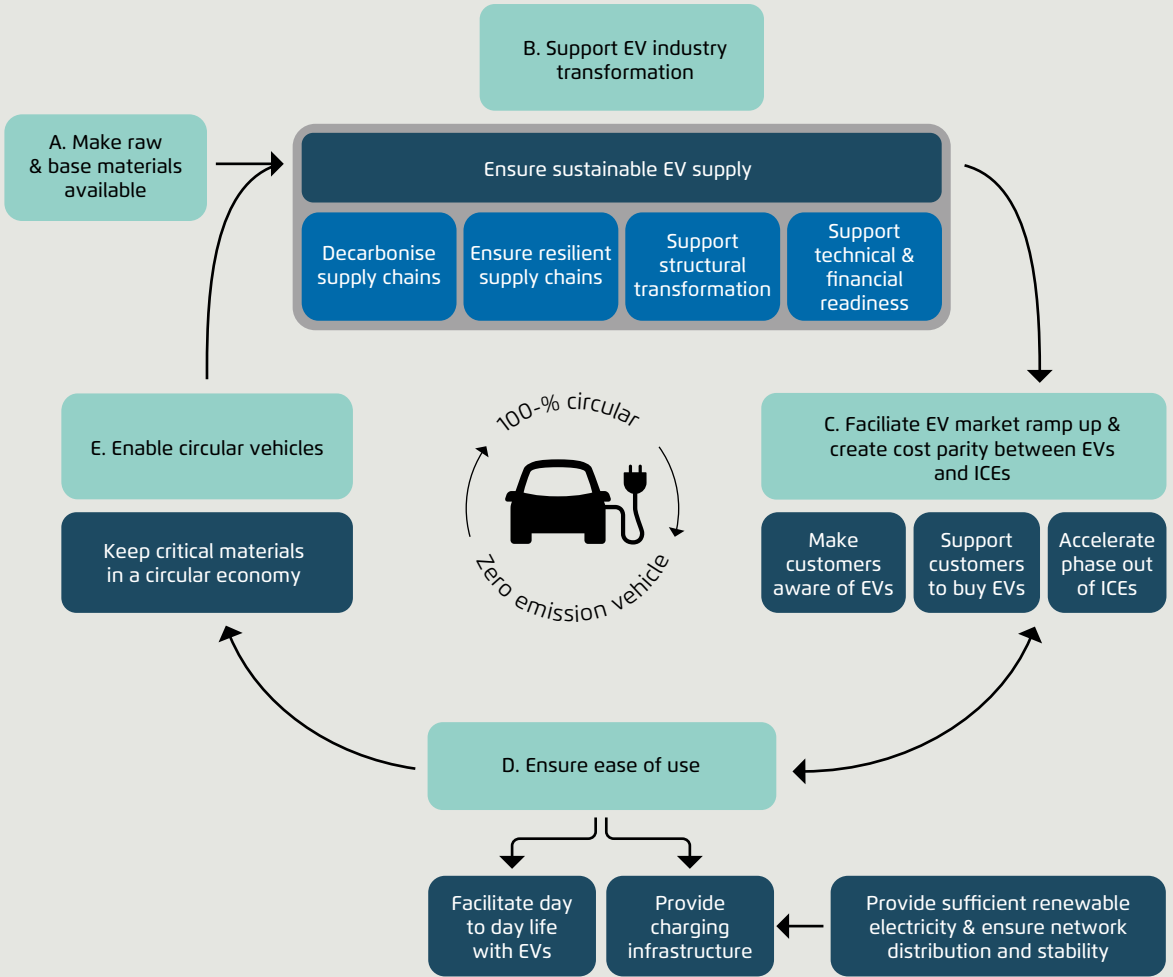 B. Support EV industry
transformation
A. Make raw
& base materials
available
Ensure sustainable EV supply
Decarbonise
supply chains
Ensure resilient
supply chains
Support
structural
transformation
Support
technical &
financial
readiness
100-% circular
Zero emission vehicle
E. Enable circular vehicles
Keep critical materials
in a circular economy
C. Faciliate EV market ramp up &
create cost parity between EVs
and ICEs
Make
customers
aware of EVs
Support
customers
to buy EVs
Accelerate
phase out
of ICEs
D. Ensure ease of use
Facilitate day
to day life
with EVs
Provide
charging
infrastructure
Provide sufficient renewable
electricity & ensure network
distribution and stability